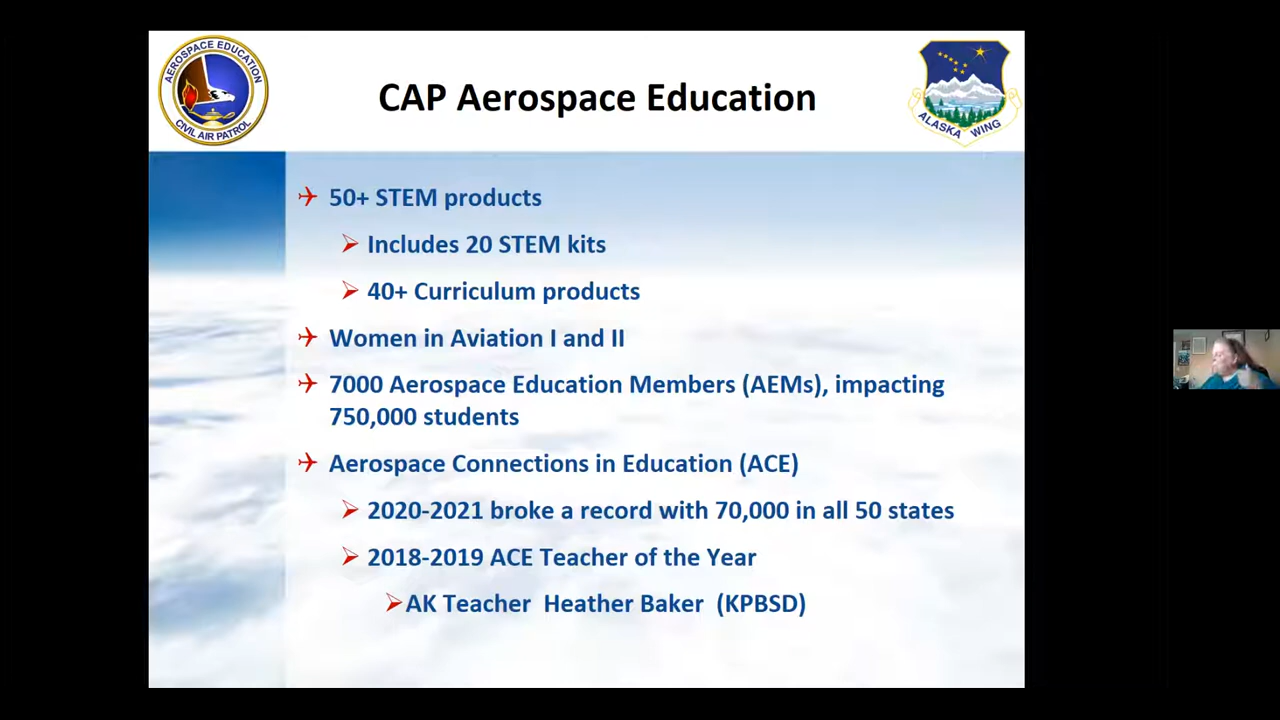 AEROSPACE EDUCATION
CIVIL AIR PATROL
CAP Aerospace Education
ALASKA WING
50+ STEM products
Includes 20 STEM kits
40+ Curriculum products
Women in Aviation I and II
7000 Aerospace Education Members (AEMs), impacting
750,000 students
Aerospace Connections in Education (ACE)
2020-2021 broke a record with 70,000 in all 50 states
2018-2019 ACE Teacher of the Year
AK Teacher Heather Baker (KPBSD)